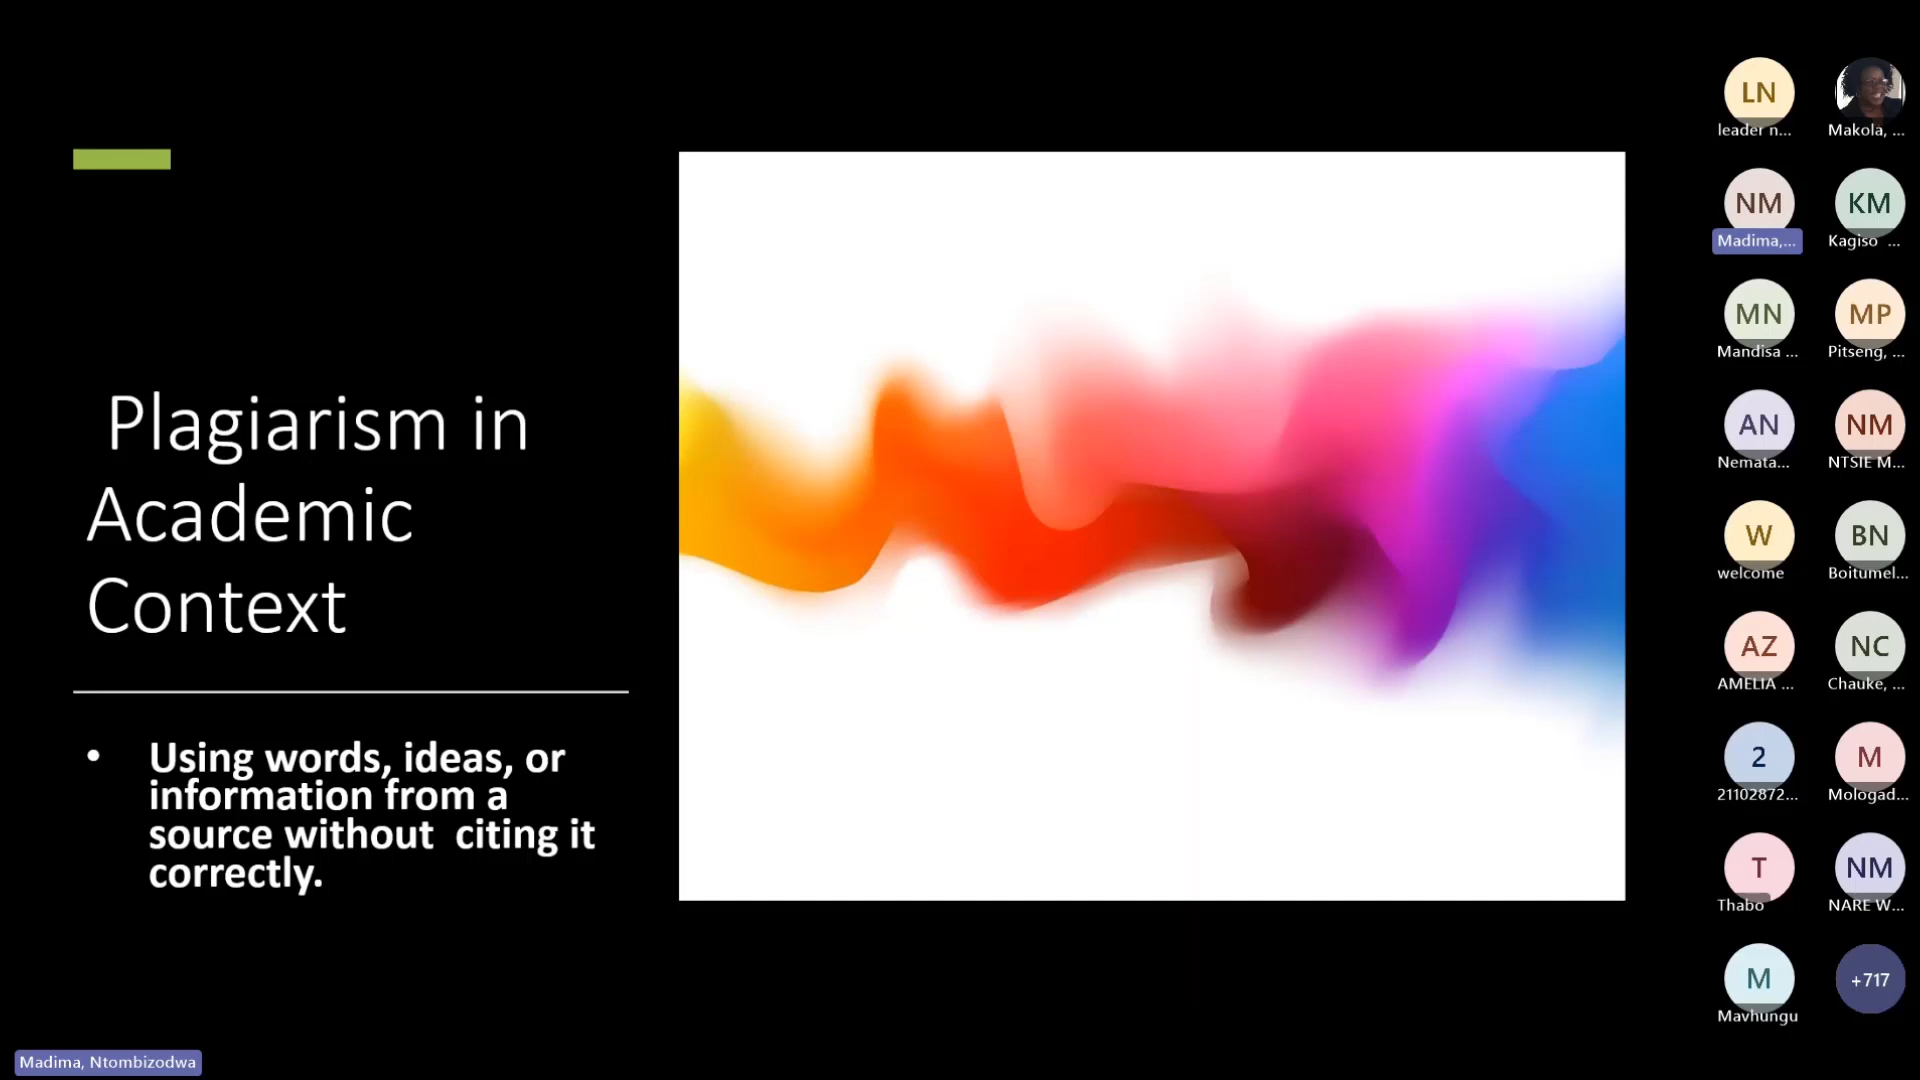 Plagiarism in
Academic
Context
• Using words, ideas, or
information from a
source without citing it
correctly.
LN
leader n...
Makola, ...
NM
Madima,...
KM
Kagiso ...
MN
Mandisa ...
MP
Pitseng, ...
AN
Nemata...
NM
NTSIE M...
W
welcome
BN
Boitumel...
AZ
AMELIA ...
NC
Chauke, ...
2
21102872...
M
Mologad...
T
Thabo
NM
NARE W...
M
Mavhungu
+717
Madima, Ntombizodwa